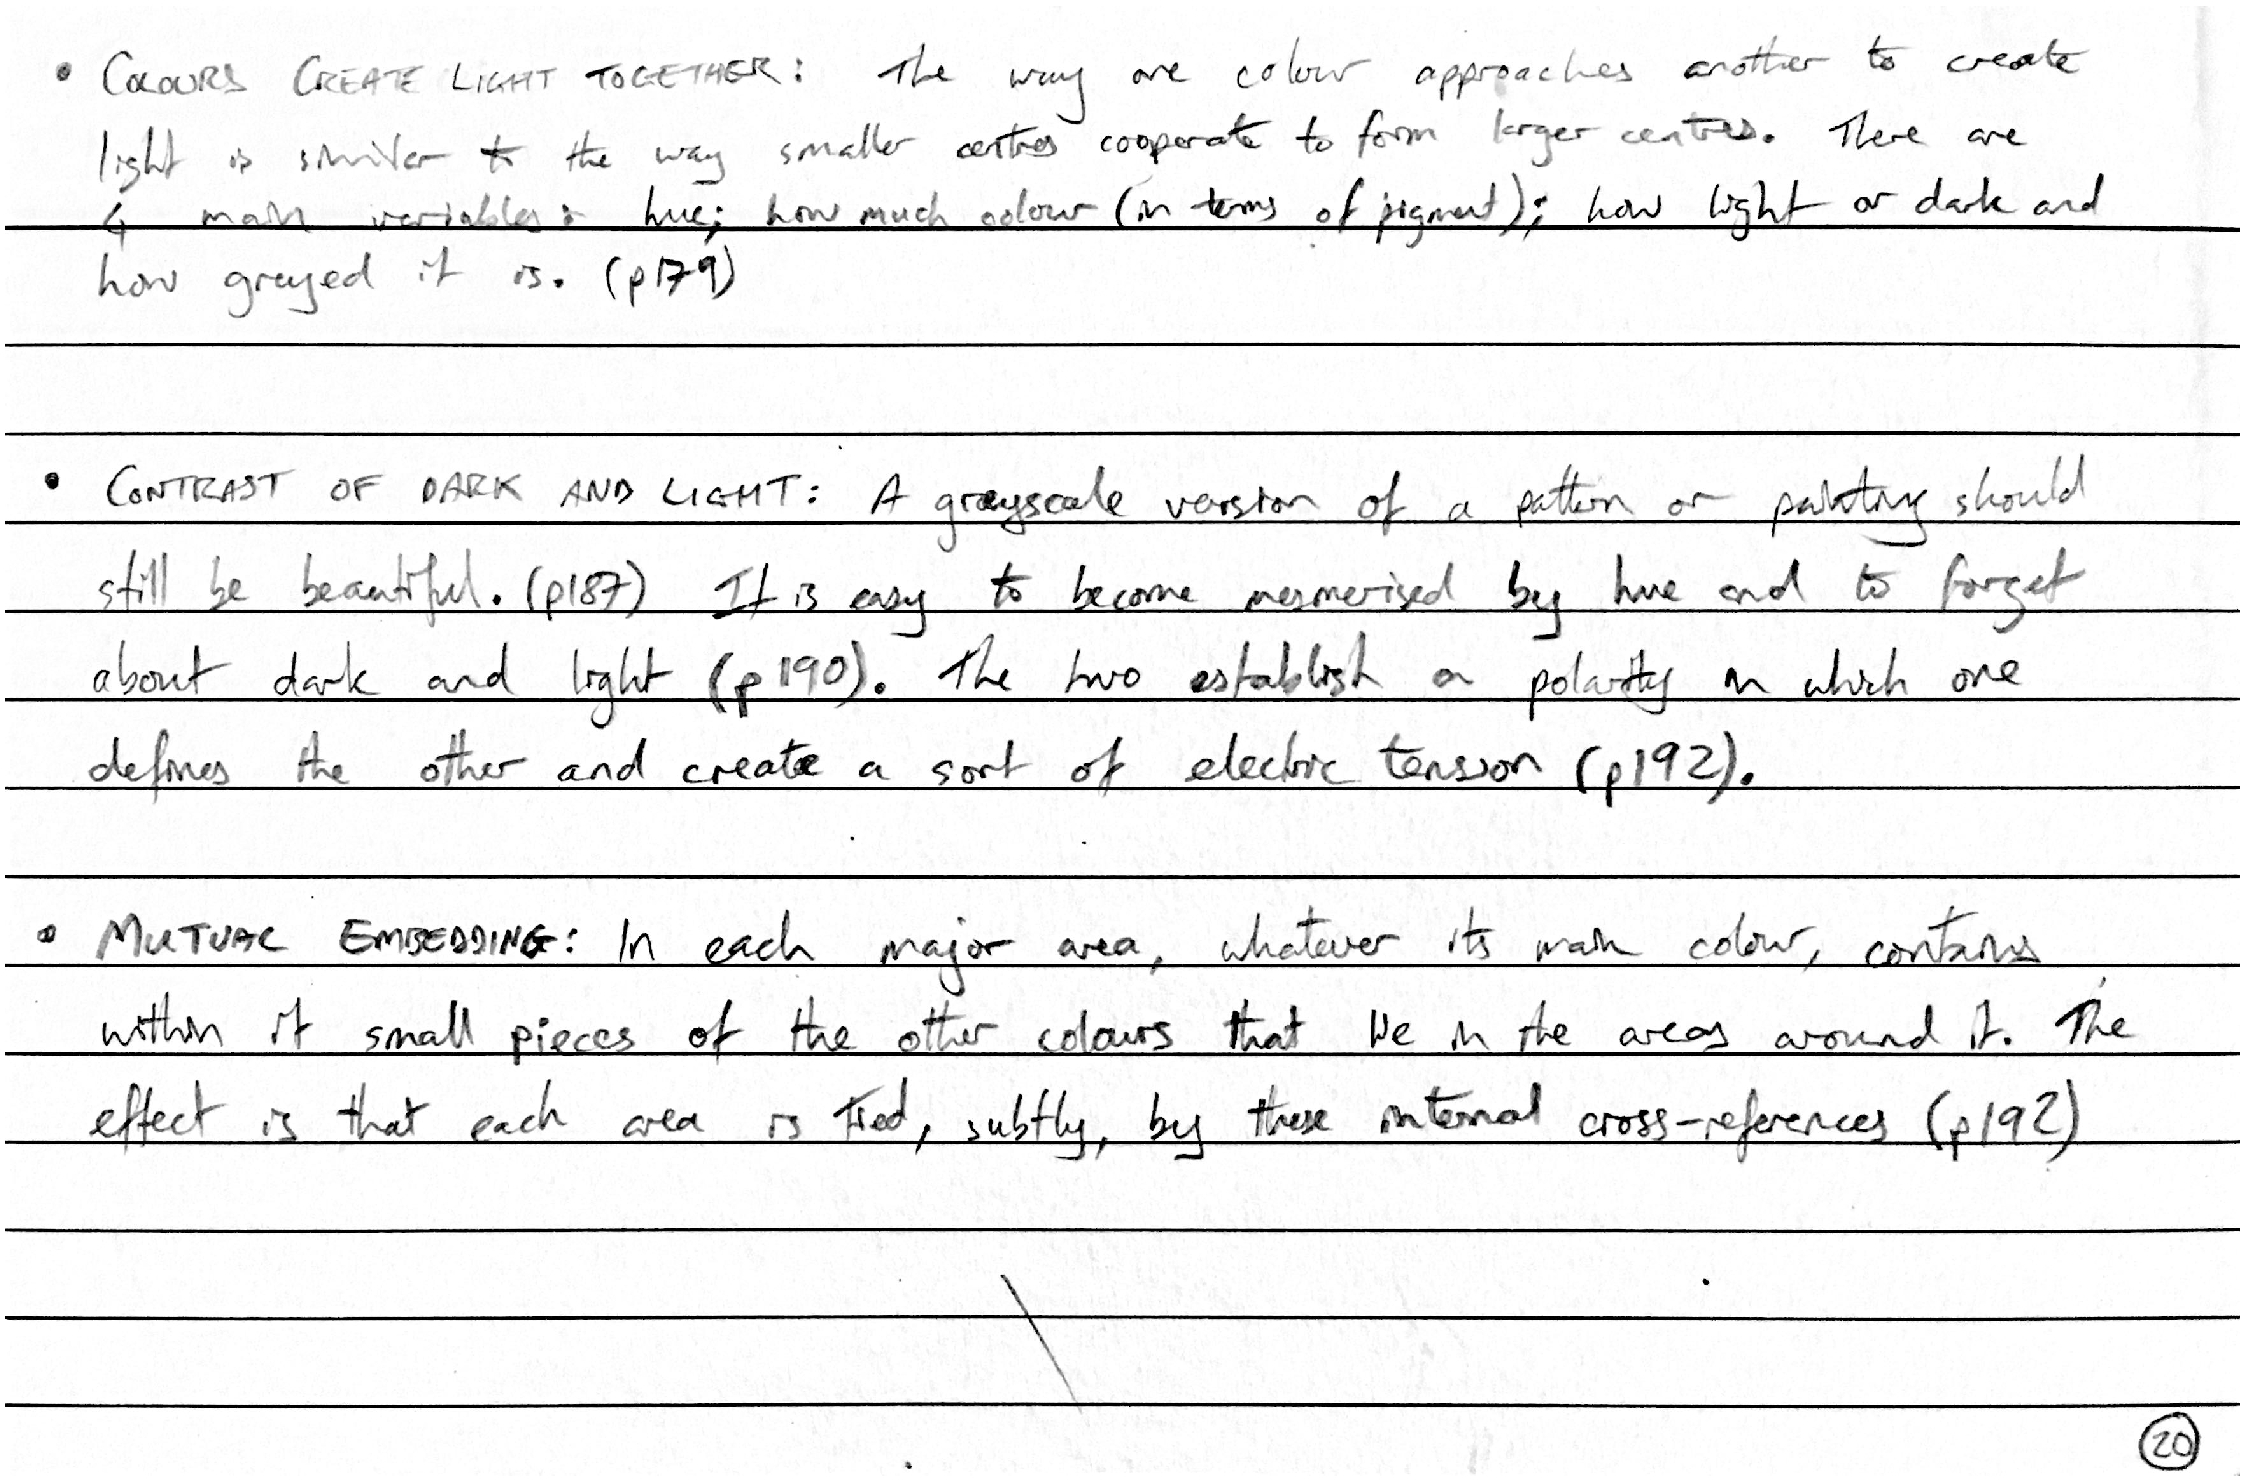 • COLOURS CREATE LIGHT TOGETHER: The way one colour approaches another to create
light is similar to the way smaller centres cooperate to form larger centres. There are
4 main variables: hue; how much colour (in terms of pigment); how light or dark and
how greyed it is. (p179)
• CONTRAST OF DARK AND LIGHT: A grayscale version of a pattern or painting should
still be beautiful. (p187) It is easy to become mesmerised by hue and to forget
about dark and light (p190). The two establish a polarity in which one
defines the other and create a sort of electric tension (p192).
• MUTUAL EMBEDDING: In each major area, whatever its main colour, contains
within it small pieces of the other colours that lie in the areas around it. The
effect is that each area is tied, subtly, by these internal cross-references (p192)
20